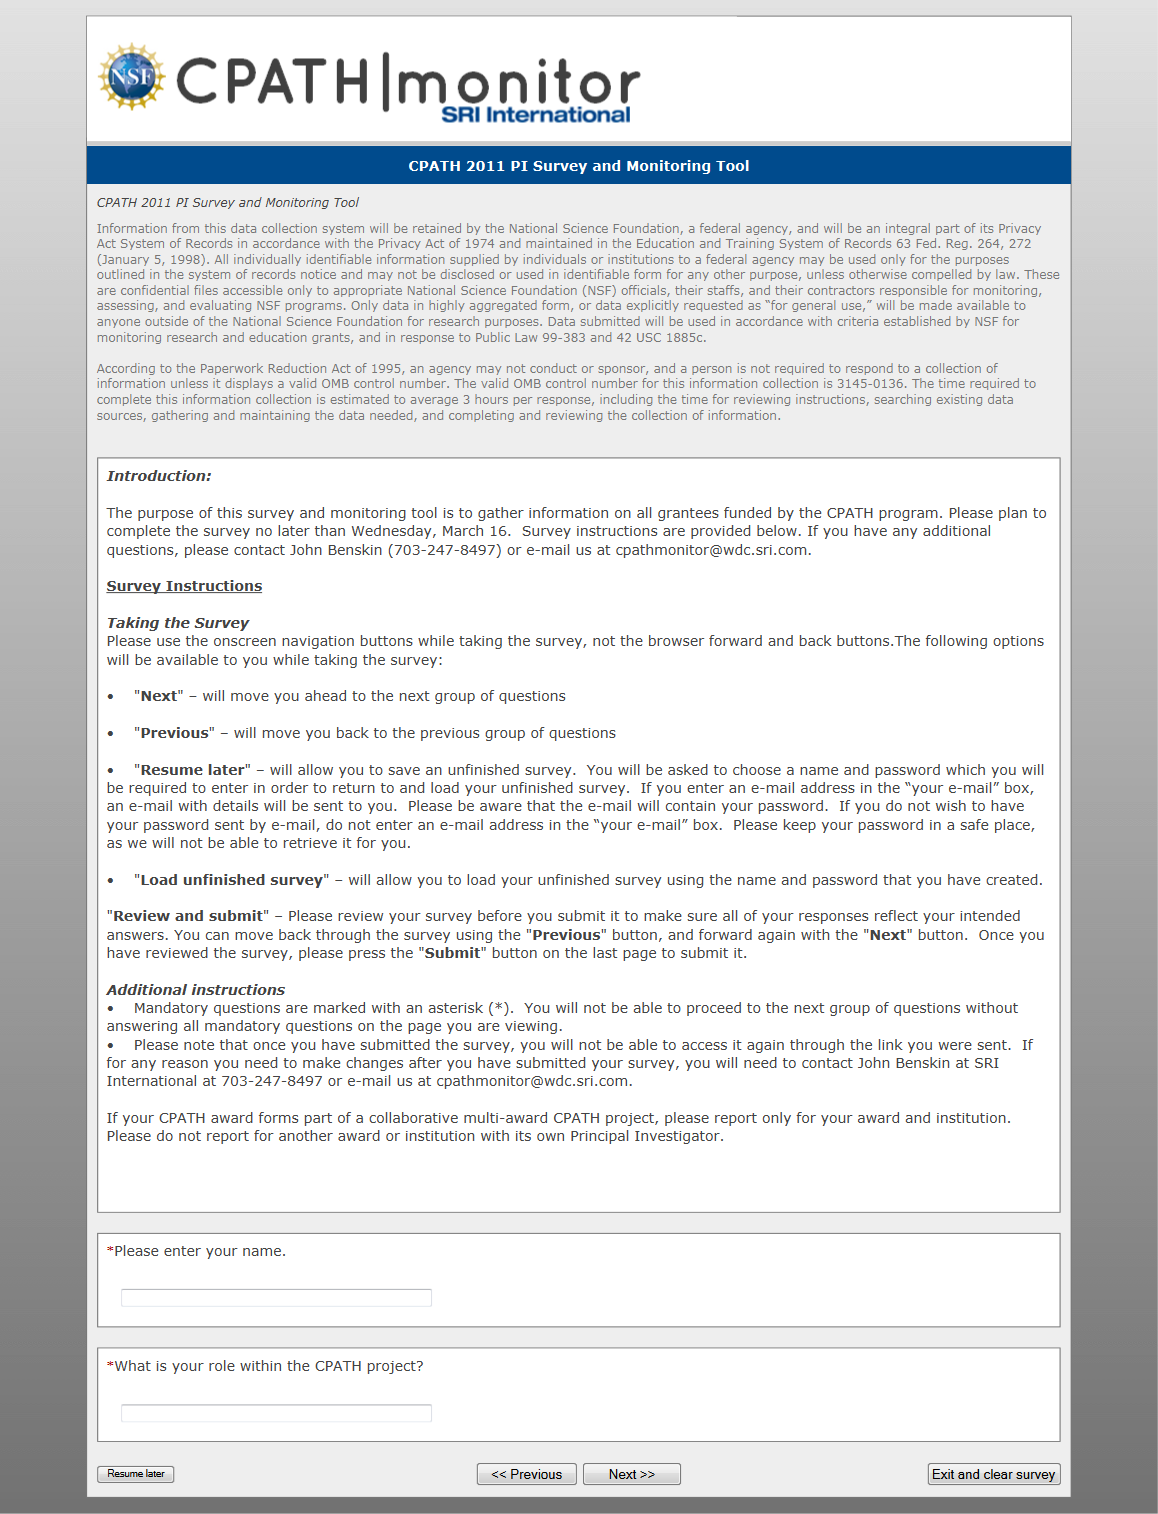 NSF CPATH|monitor
SRI International
CPATH 2011 PI Survey and Monitoring Tool
CPATH 2011 PI Survey and Monitoring Tool
Information from this data collection system will be retained by the National Science Foundation, a federal agency, and will be an integral part of its Privacy
Act System of Records in accordance with the Privacy Act of 1974 and maintained in the Education and Training System of Records 63 Fed. Reg. 264, 272
(January 5, 1998). All individually identifiable information supplied by individuals or institutions to a federal agency may be used only for the purposes
outlined in the system of records notice and may not be disclosed or used in identifiable form for any other purpose, unless otherwise compelled by law. These
are confidential files accessible only to appropriate National Science Foundation (NSF) officials, their staffs, and their contractors responsible for monitoring,
assessing, and evaluating NSF programs. Only data in highly aggregated form, or data explicitly requested as “for general use,” will be made available to
anyone outside of the National Science Foundation for research purposes. Data submitted will be used in accordance with criteria established by NSF for
monitoring research and education grants, and in response to Public Law 99-383 and 42 USC 1885c.
According to the Paperwork Reduction Act of 1995, an agency may not conduct or sponsor, and a person is not required to respond to a collection of
information unless it displays a valid OMB control number. The valid OMB control number for this information collection is 3145-0136. The time required to
complete this information collection is estimated to average 3 hours per response, including the time for reviewing instructions, searching existing data
sources, gathering and maintaining the data needed, and completing and reviewing the collection of information.
Introduction:
The purpose of this survey and monitoring tool is to gather information on all grantees funded by the CPATH program. Please plan to
complete the survey no later than Wednesday, March 16.  Survey instructions are provided below. If you have any additional
questions, please contact John Benskin (703-247-8497) or e-mail us at cpathmonitor@wdc.sri.com.
Survey Instructions
Taking the Survey
Please use the onscreen navigation buttons while taking the survey, not the browser forward and back buttons.The following options
will be available to you while taking the survey:
• "Next" – will move you ahead to the next group of questions
• "Previous" – will move you back to the previous group of questions
• "Resume later" – will allow you to save an unfinished survey.  You will be asked to choose a name and password which you will
be required to enter in order to return to and load your unfinished survey.  If you enter an e-mail address in the “your e-mail” box,
an e-mail with details will be sent to you.  Please be aware that the e-mail will contain your password.  If you do not wish to have
your password sent by e-mail, do not enter an e-mail address in the “your e-mail” box.  Please keep your password in a safe place,
as we will not be able to retrieve it for you.
• "Load unfinished survey" – will allow you to load your unfinished survey using the name and password that you have created.
"Review and submit" – Please review your survey before you submit it to make sure all of your responses reflect your intended
answers. You can move back through the survey using the "Previous" button, and forward again with the "Next" button.  Once you
have reviewed the survey, please press the "Submit" button on the last page to submit it.
Additional instructions
• Mandatory questions are marked with an asterisk (*).  You will not be able to proceed to the next group of questions without
answering all mandatory questions on the page you are viewing.
• Please note that once you have submitted the survey, you will not be able to access it again through the link you were sent.  If
for any reason you need to make changes after you have submitted your survey, you will need to contact John Benskin at SRI
International at 703-247-8497 or e-mail us at cpathmonitor@wdc.sri.com.
If your CPATH award forms part of a collaborative multi-award CPATH project, please report only for your award and institution.
Please do not report for another award or institution with its own Principal Investigator.
*Please enter your name.
*What is your role within the CPATH project?
Resume later << Previous Next >> Exit and clear survey